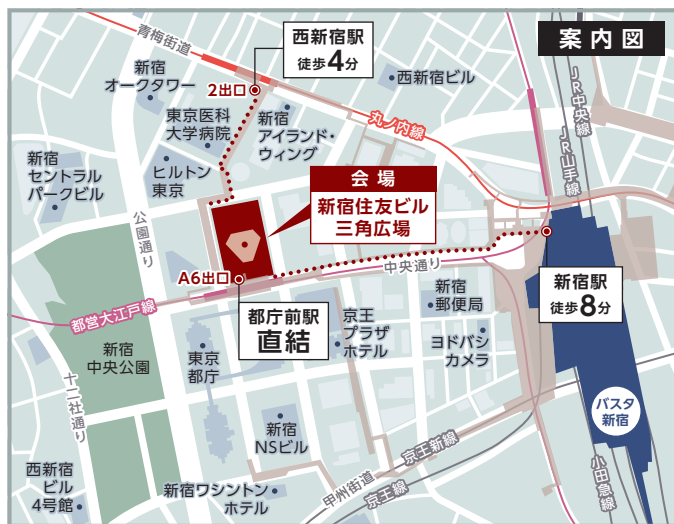 案内図
青梅街道
西新宿駅
徒歩4分
新宿
オークタワー
2出口
西新宿ビル
JR中央線
JR山手線
東京医科
大学病院
新宿
アイランド・
ウィング
丸ノ内線
新宿
セントラル
パークビル
ヒルトン
東京
会場
新宿住友ビル
三角広場
公園通り
A6出口
中央通り
新宿駅
徒歩8分
都営大江戸線
都庁前駅
直結
新宿
郵便局
京王
プラザ
ホテル
ヨドバシ
カメラ
新宿
中央公園
東京
都庁
十二社通り
バスタ
新宿
新宿
NSビル
京王新線
西新宿
ビル
4号館
新宿ワシントン
ホテル
甲州街道
京王線
小田急線